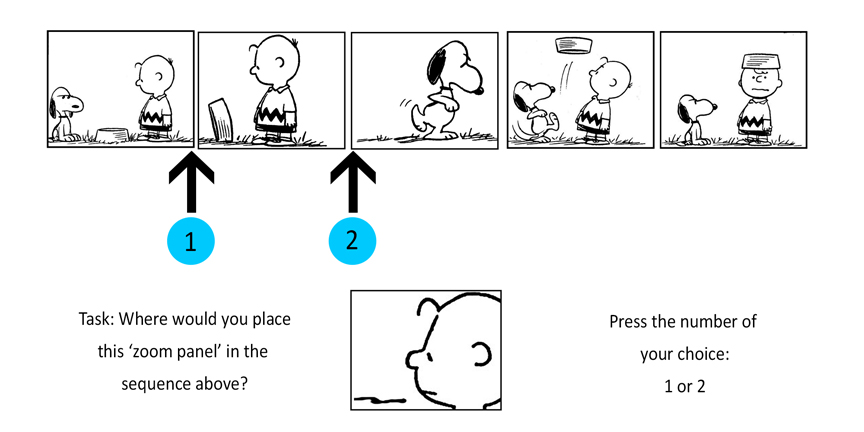 1
2
Task: Where would you place
this ‘zoom panel’ in the
sequence above?
Press the number of
your choice:
1 or 2